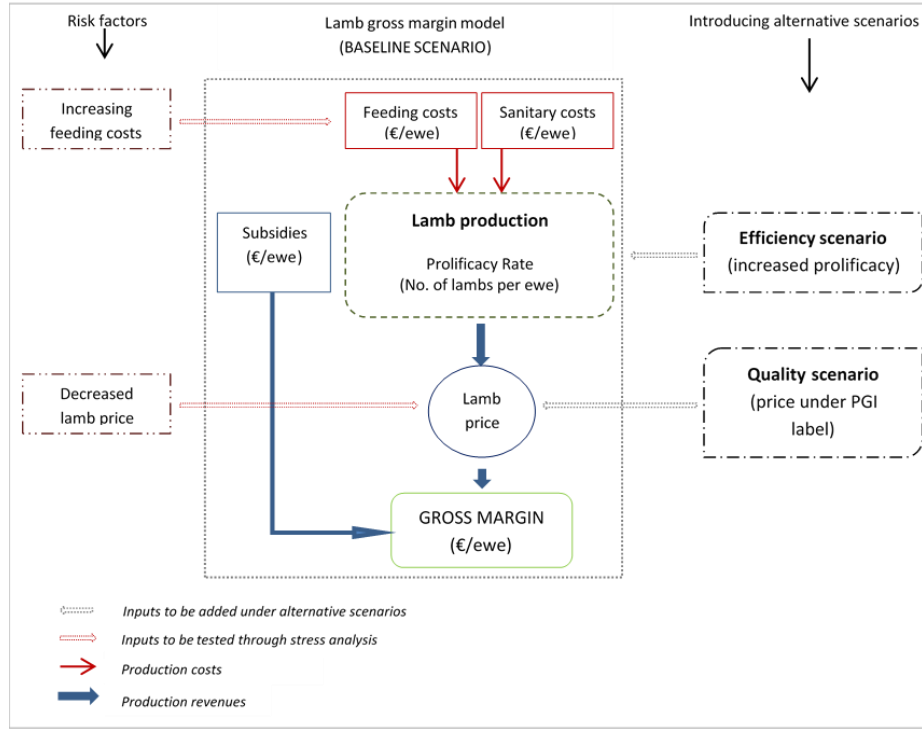 Risk factors
Lamb gross margin model
(BASELINE SCENARIO)
Introducing alternative scenarios
Increasing
feeding costs
Feeding costs
(€/ewe)
Sanitary costs
(€/ewe)
Subsidies
(€/ewe)
Lamb production
Prolificacy Rate
(No. of lambs per ewe)
Efficiency scenario
(increased prolificacy)
Decreased
lamb price
Lamb
price
Quality scenario
(price under PGI
label)
GROSS MARGIN
(€/ewe)
Inputs to be added under alternative scenarios
Inputs to be tested through stress analysis
Production costs
Production revenues